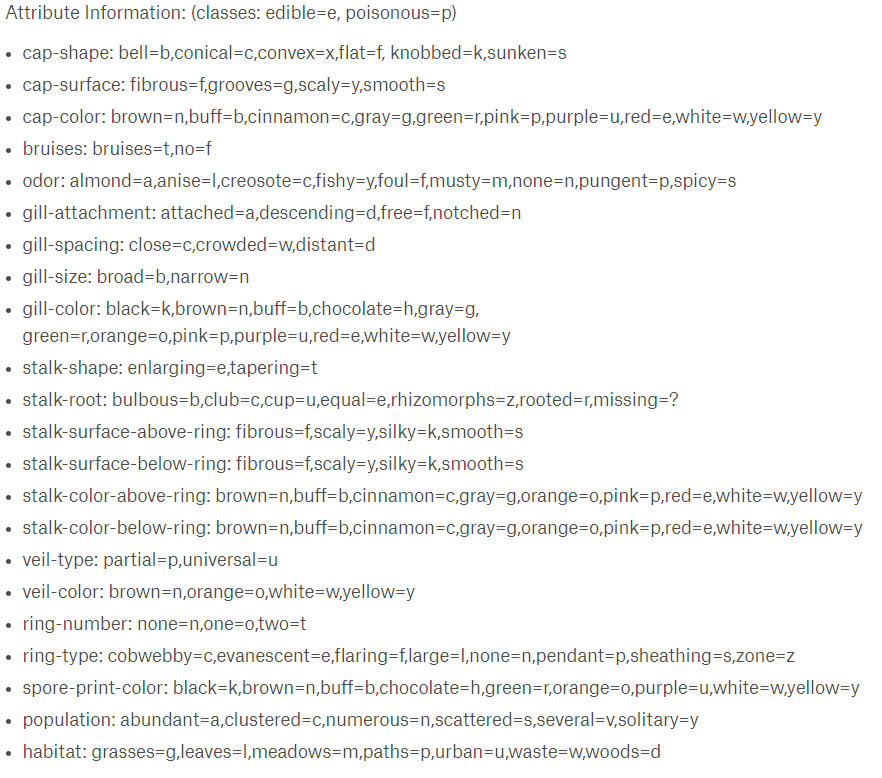 Attribute Information: (classes: edible=e, poisonous=p)
• cap-shape: bell=b,conical=c,convex=x,flat=f, knobbed=k,sunken=s
• cap-surface: fibrous=f,grooves=g,scaly=y,smooth=s
• cap-color: brown=n,buff=b,cinnamon=c,gray=g,green=r,pink=p,purple=u,red=e,white=w,yellow=y
• bruises: bruises=t,no=f
• odor: almond=a,anise=l,creosote=c,fishy=y,foul=f,musty=m,none=n,pungent=p,spicy=s
• gill-attachment: attached=a,descending=d,free=f,notched=n
• gill-spacing: close=c,crowded=w,distant=d
• gill-size: broad=b,narrow=n
• gill-color: black=k,brown=n,buff=b,chocolate=h,gray=g,
green=r,orange=o,pink=p,purple=u,red=e,white=w,yellow=y
• stalk-shape: enlarging=e,tapering=t
• stalk-root: bulbous=b,club=c,cup=u,equal=e,rhizomorphs=z,rooted=r,missing=?
• stalk-surface-above-ring: fibrous=f,scaly=y,silky=k,smooth=s
• stalk-surface-below-ring: fibrous=f,scaly=y,silky=k,smooth=s
• stalk-color-above-ring: brown=n,buff=b,cinnamon=c,gray=g,orange=o,pink=p,red=e,white=w,yellow=y
• stalk-color-below-ring: brown=n,buff=b,cinnamon=c,gray=g,orange=o,pink=p,red=e,white=w,yellow=y
• veil-type: partial=p,universal=u
• veil-color: brown=n,orange=o,white=w,yellow=y
• ring-number: none=n,one=o,two=t
• ring-type: cobwebby=c,evanescent=e,flaring=f,large=l,none=n,pendant=p,sheathing=s,zone=z
• spore-print-color: black=k,brown=n,buff=b,chocolate=h,green=r,orange=o,purple=u,white=w,yellow=y
• population: abundant=a,clustered=c,numerous=n,scattered=s,several=v,solitary=y
• habitat: grasses=g,leaves=l,meadows=m,paths=p,urban=u,waste=w,woods=d